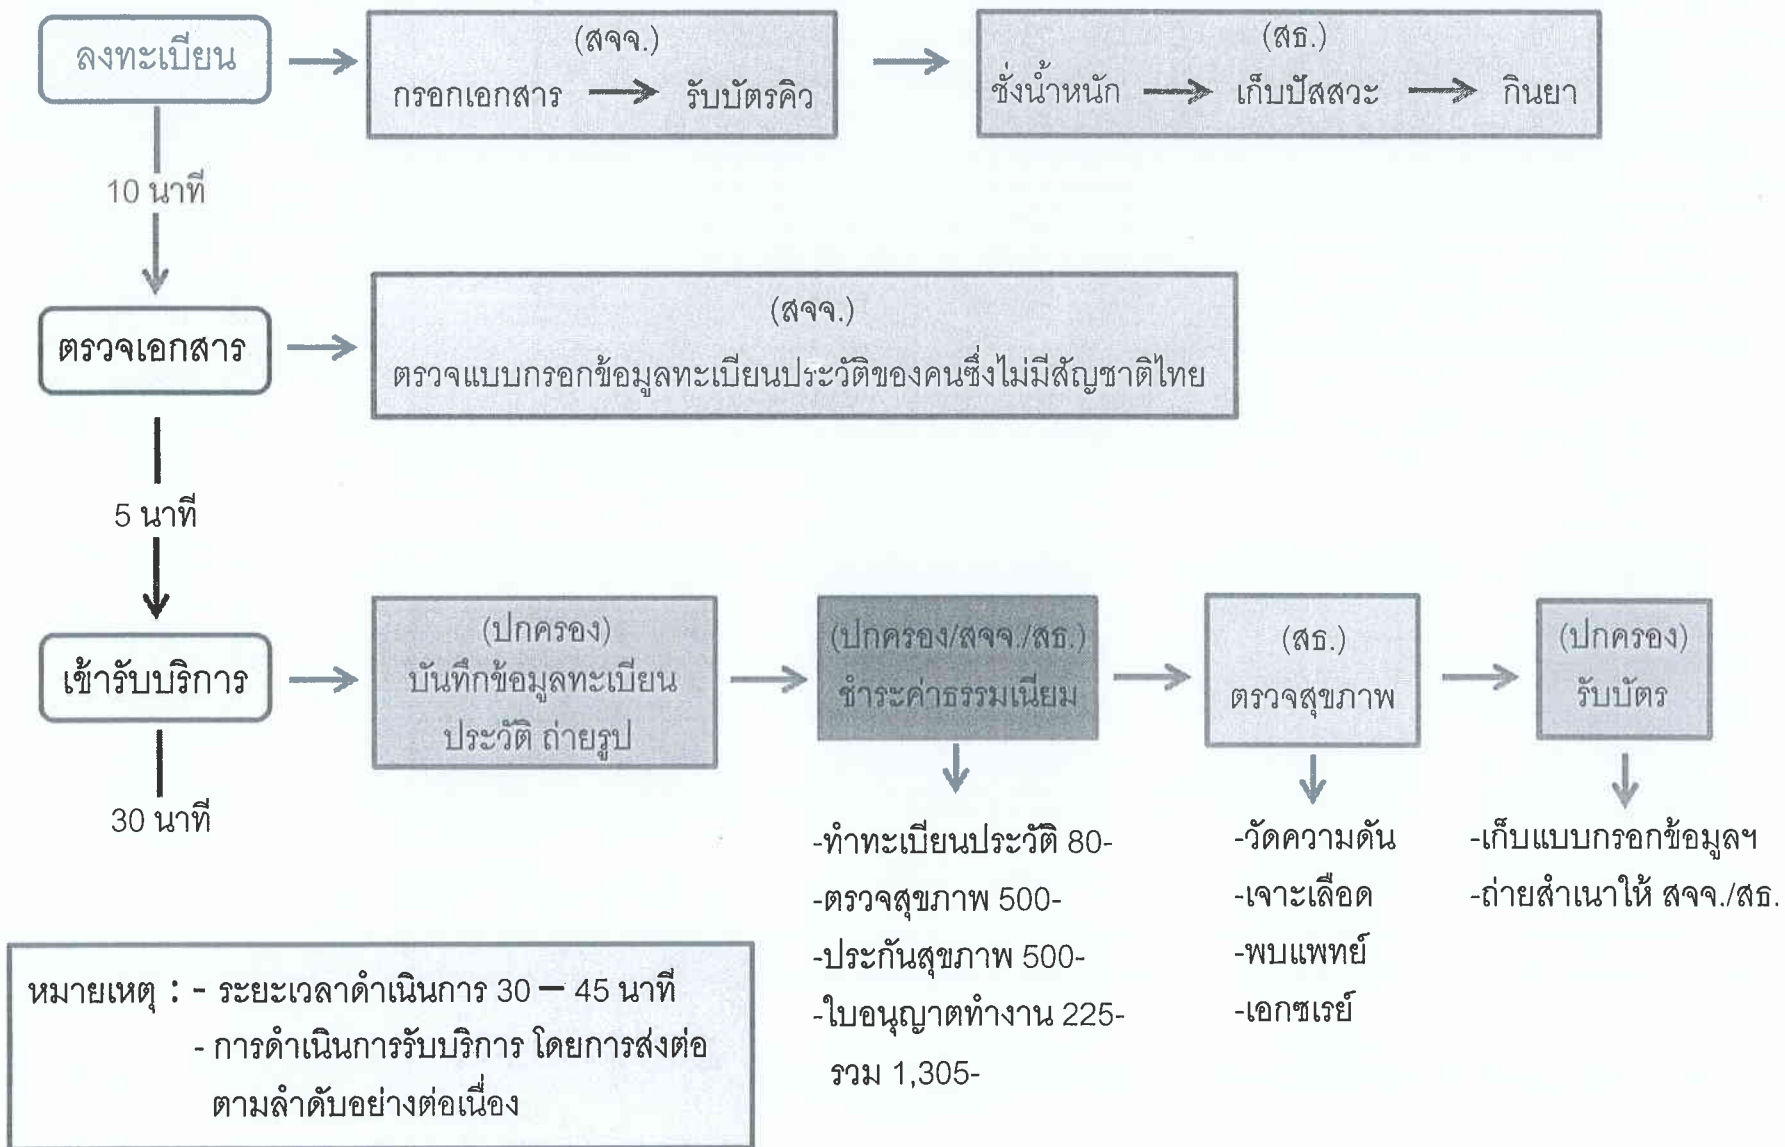 ลงทะเบียน
(สจจ.)
กรอกเอกสาร
รับบัตรคิว
(สธ.)
ชั่งน้ำหนัก
เก็บปัสสวะ
กินยา
10 นาที
ตรวจเอกสาร
(สจจ.)
ตรวจแบบกรอกข้อมูลทะเบียนประวัติของคนซึ่งไม่มีสัญชาติไทย
5 นาที
เข้ารับบริการ
(ปกครอง)
บันทึกข้อมูลทะเบียน
ประวัติ ถ่ายรูป
(ปกครอง/สจจ./สธ.)
ชำระค่าธรรมเนียม
(สธ.)
ตรวจสุขภาพ
(ปกครอง)
รับบัตร
30 นาที
-ทำทะเบียนประวัติ 80-
-ตรวจสุขภาพ 500-
-ประกันสุขภาพ 500-
-ใบอนุญาตทำงาน 225-
รวม 1,305-
-วัดความดัน
-เจาะเลือด
-พบแพทย์
-เอกซเรย์
-เก็บแบบกรอกข้อมูลฯ
-ถ่ายสำเนาให้ สจจ./สธ.
หมายเหตุ : - ระยะเวลาดำเนินการ 30 – 45 นาที
- การดำเนินการรับบริการ โดยการส่งต่อ
ตามลำดับอย่างต่อเนื่อง